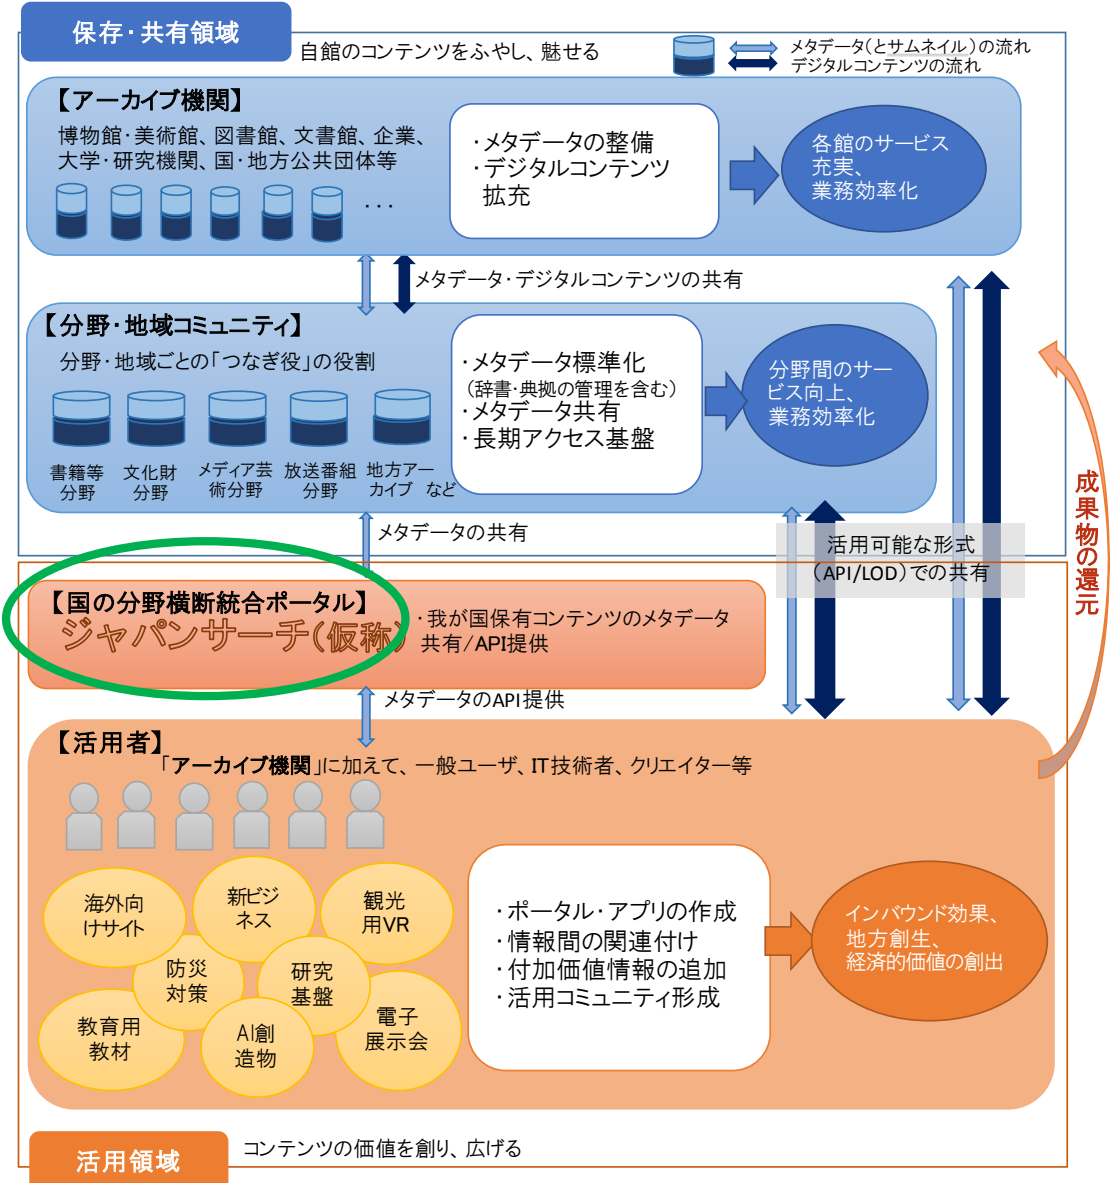 保存・共有領域
自館のコンテンツをふやし、魅せる
メタデータ(とサムネイル)の流れ
デジタルコンテンツの流れ
【アーカイブ機関】
博物館・美術館、図書館、文書館、企業、
大学・研究機関、国・地方公共団体等
・・・
・メタデータの整備
・デジタルコンテンツ
拡充
各館のサービス
充実、
業務効率化
メタデータ・デジタルコンテンツの共有
【分野・地域コミュニティ】
分野・地域ごとの「つなぎ役」の役割
書籍等
分野
文化財
分野
メディア芸
術分野
放送番組
分野
地方アー
カイブ など
・メタデータ標準化
(辞書・典拠の管理を含む)
・メタデータ共有
・長期アクセス基盤
分野間のサー
ビス向上、
業務効率化
メタデータの共有
活用可能な形式
(API/LOD)での共有
成果物の還元
【国の分野横断統合ポータル】
ジャパンサーチ(仮称)
・我が国保有コンテンツのメタデータ
共有/API提供
メタデータのAPI提供
【活用者】
「アーカイブ機関」に加えて、一般ユーザ、IT技術者、クリエイター等
海外向
けサイト
新ビジ
ネス
観光
用VR
防災
対策
研究
基盤
教育用
教材
AI創
造物
電子
展示会
・ポータル・アプリの作成
・情報間の関連付け
・付加価値情報の追加
・活用コミュニティ形成
インバウンド効果、
地方創生、
経済的価値の創出
活用領域
コンテンツの価値を創り、広げる